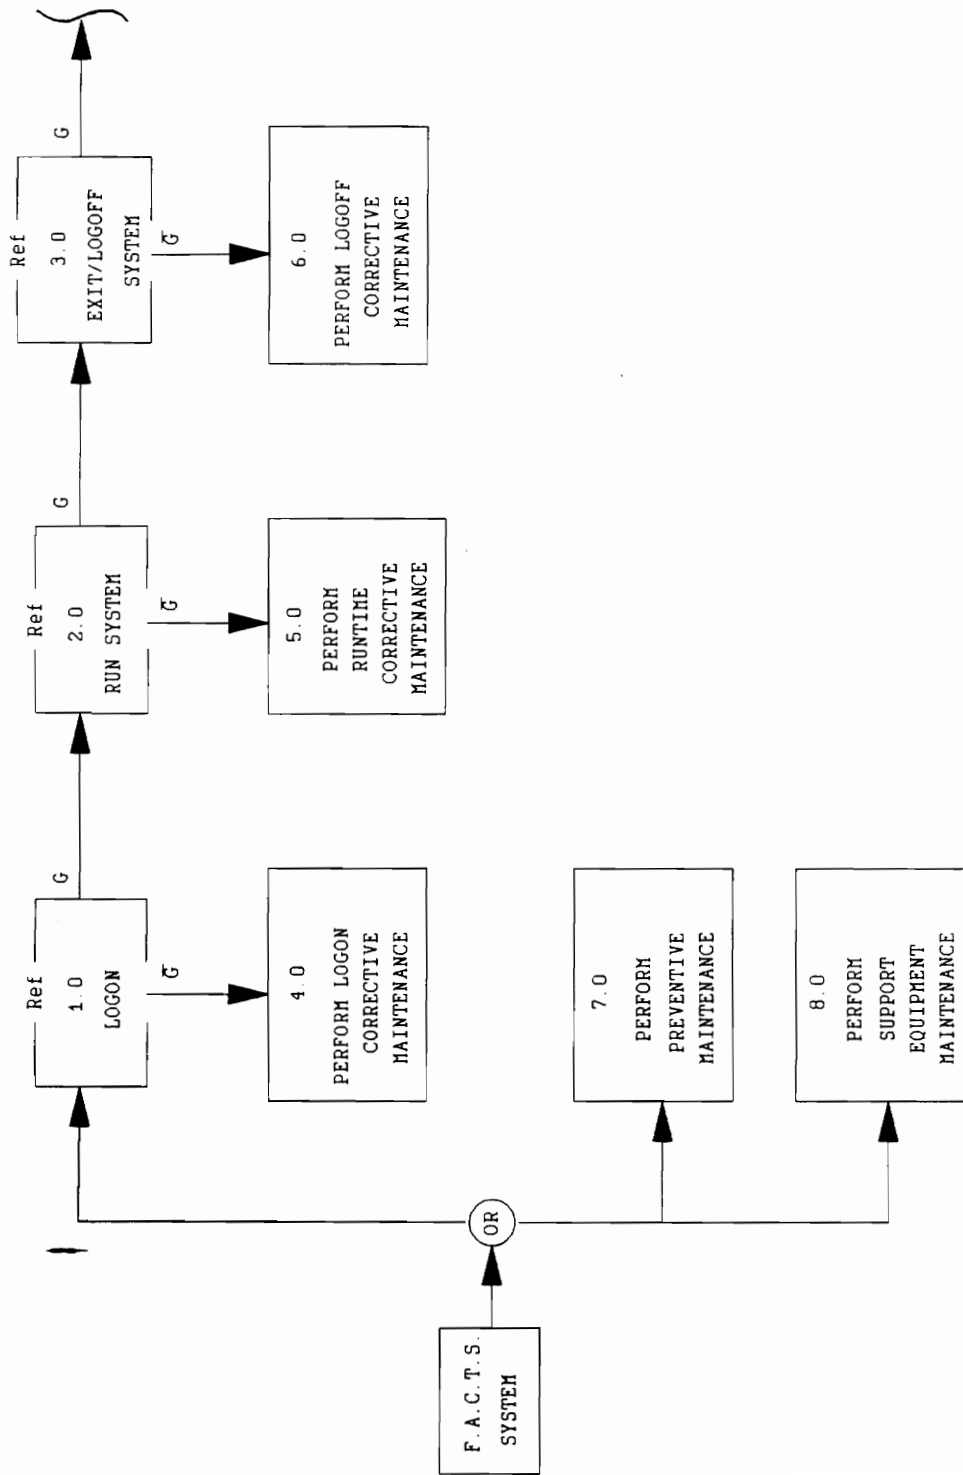 F.A.C.T.S.
SYSTEM
OR
Ref
1.0
LOGON
G
G̅
4.0
PERFORM LOGON
CORRECTIVE
MAINTENANCE
Ref
2.0
RUN SYSTEM
G
G̅
5.0
PERFORM
RUNTIME
CORRECTIVE
MAINTENANCE
Ref
3.0
EXIT/LOGOFF
SYSTEM
G
G̅
6.0
PERFORM LOGOFF
CORRECTIVE
MAINTENANCE
7.0
PERFORM
PREVENTIVE
MAINTENANCE
8.0
PERFORM
SUPPORT
EQUIPMENT
MAINTENANCE